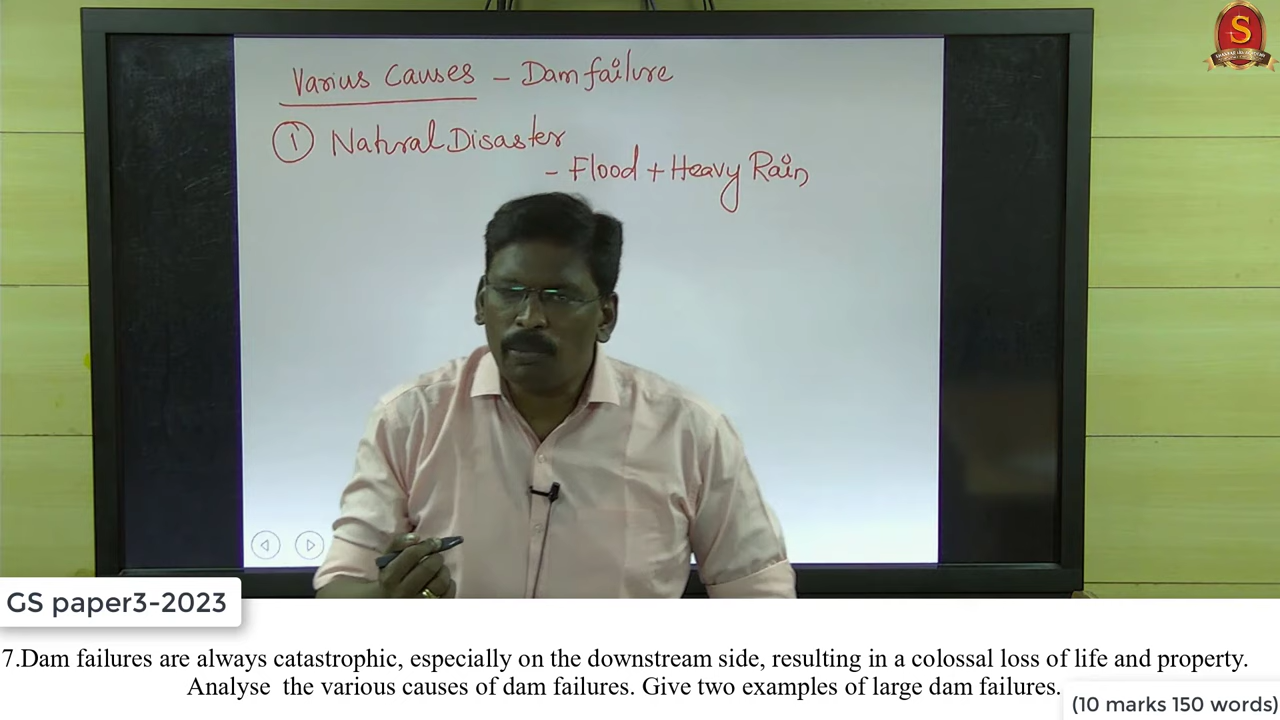 Varius Causes - Dam failure
① Natural Disaster
- Flood + Heavy Rain
S
GS paper3-2023
7.Dam failures are always catastrophic, especially on the downstream side, resulting in a colossal loss of life and property.
Analyse the various causes of dam failures. Give two examples of large dam failures.
(10 marks 150 words)